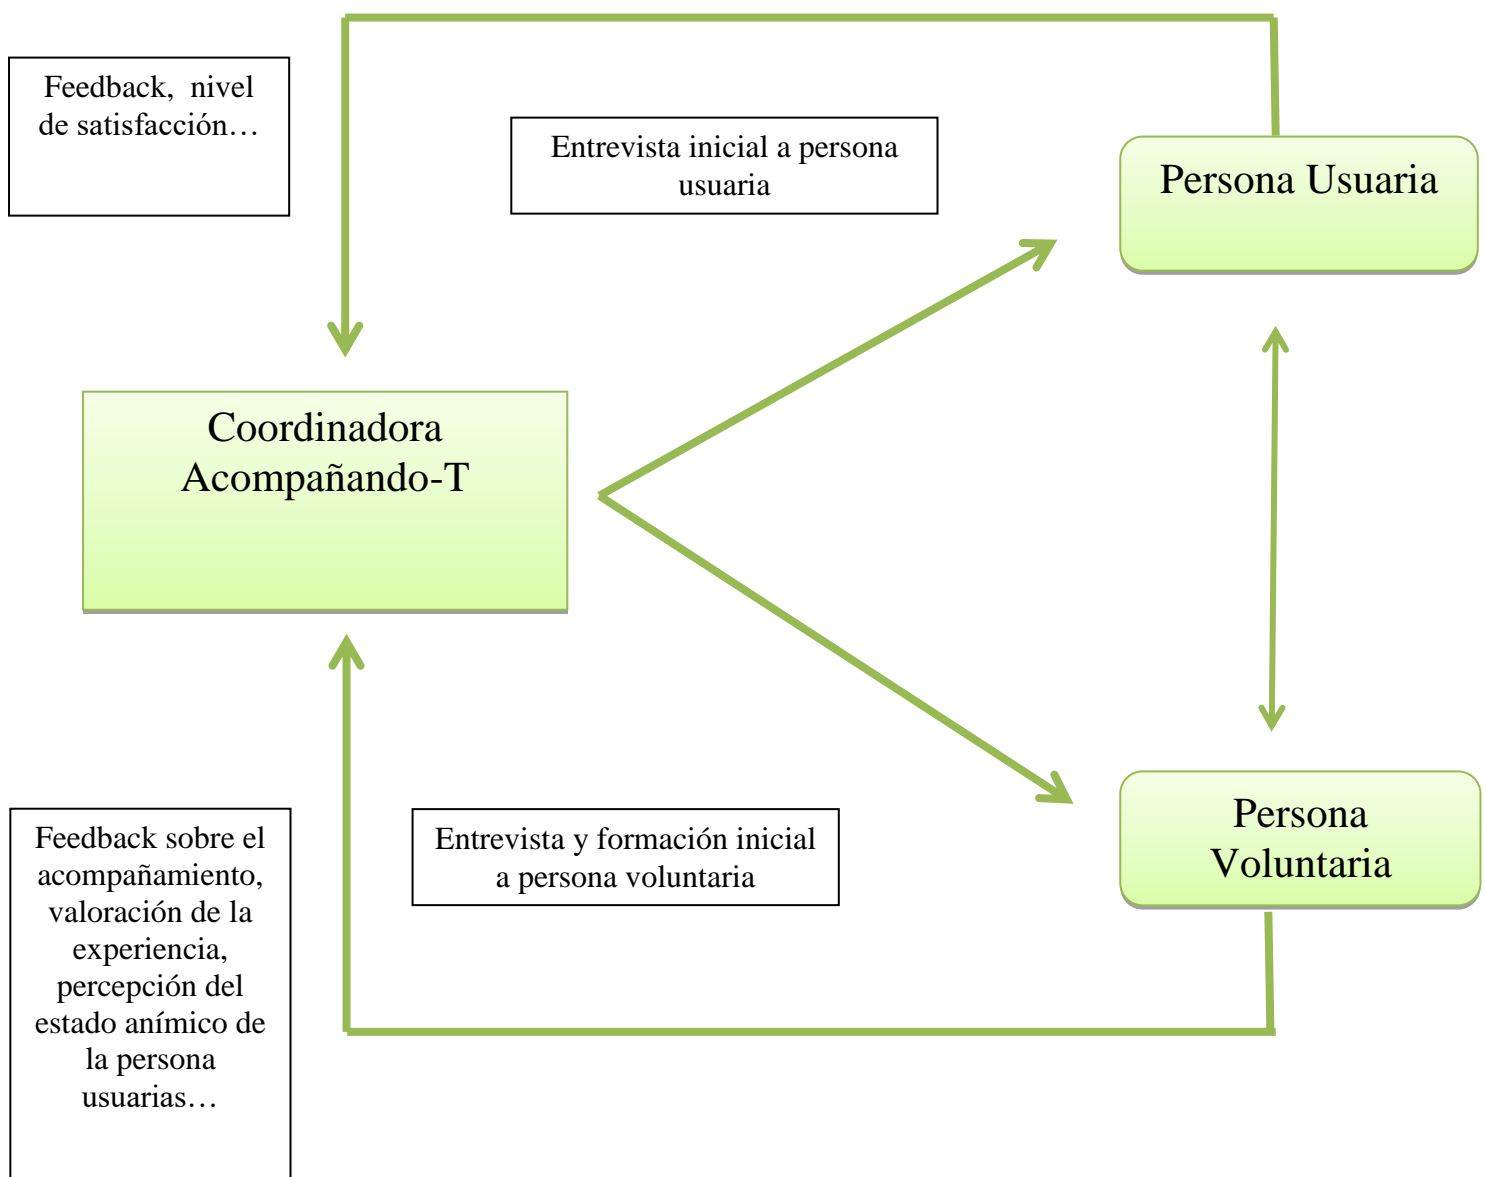 Feedback, nivel
de satisfacción…
Entrevista inicial a persona
usuaria
Persona Usuaria
Coordinadora
Acompañando-T
Feedback sobre el
acompañamiento,
valoración de la
experiencia,
percepción del
estado anímico de
la persona
usuarias…
Entrevista y formación inicial
a persona voluntaria
Persona
Voluntaria